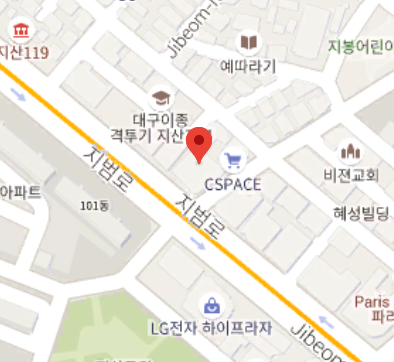 Jibeom-r
지산119
예따라기
지봉어린이
대구이종
격투기 지산
지범로
CSPACE
비젼교회
아파트
101동
지범로
혜성빌딩
Paris
파리
LG전자 하이프라자
Jibeom